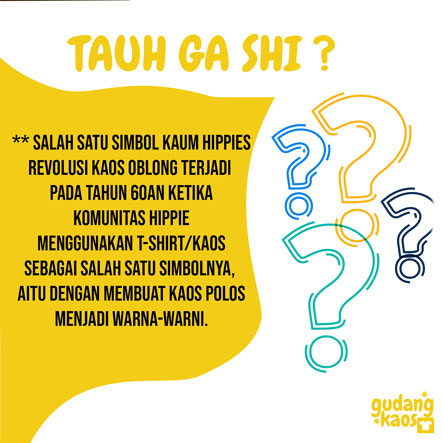 TAUH GA SHI ?
** SALAH SATU SIMBOL KAUM HIPPIES
REVOLUSI KAOS OBLONG TERJADI
PADA TAHUN 60AN KETIKA
KOMUNITAS HIPPIE
MENGGUNAKAN T-SHIRT/KAOS
SEBAGAI SALAH SATU SIMBOLNYA,
AITU DENGAN MEMBUAT KAOS POLOS
MENJADI WARNA-WARNI.
gudang
kaos